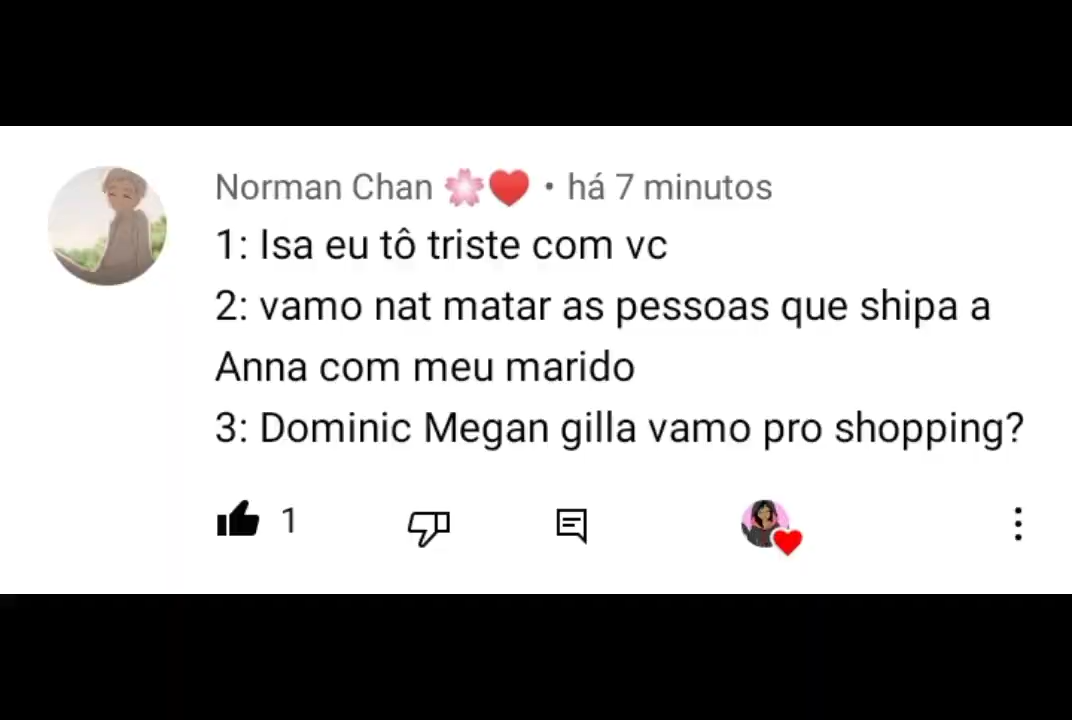 Norman Chan 🌸❤️ • há 7 minutos
1: Isa eu tô triste com vc
2: vamo nat matar as pessoas que shipa a
Anna com meu marido
3: Dominic Megan gilla vamo pro shopping?
1